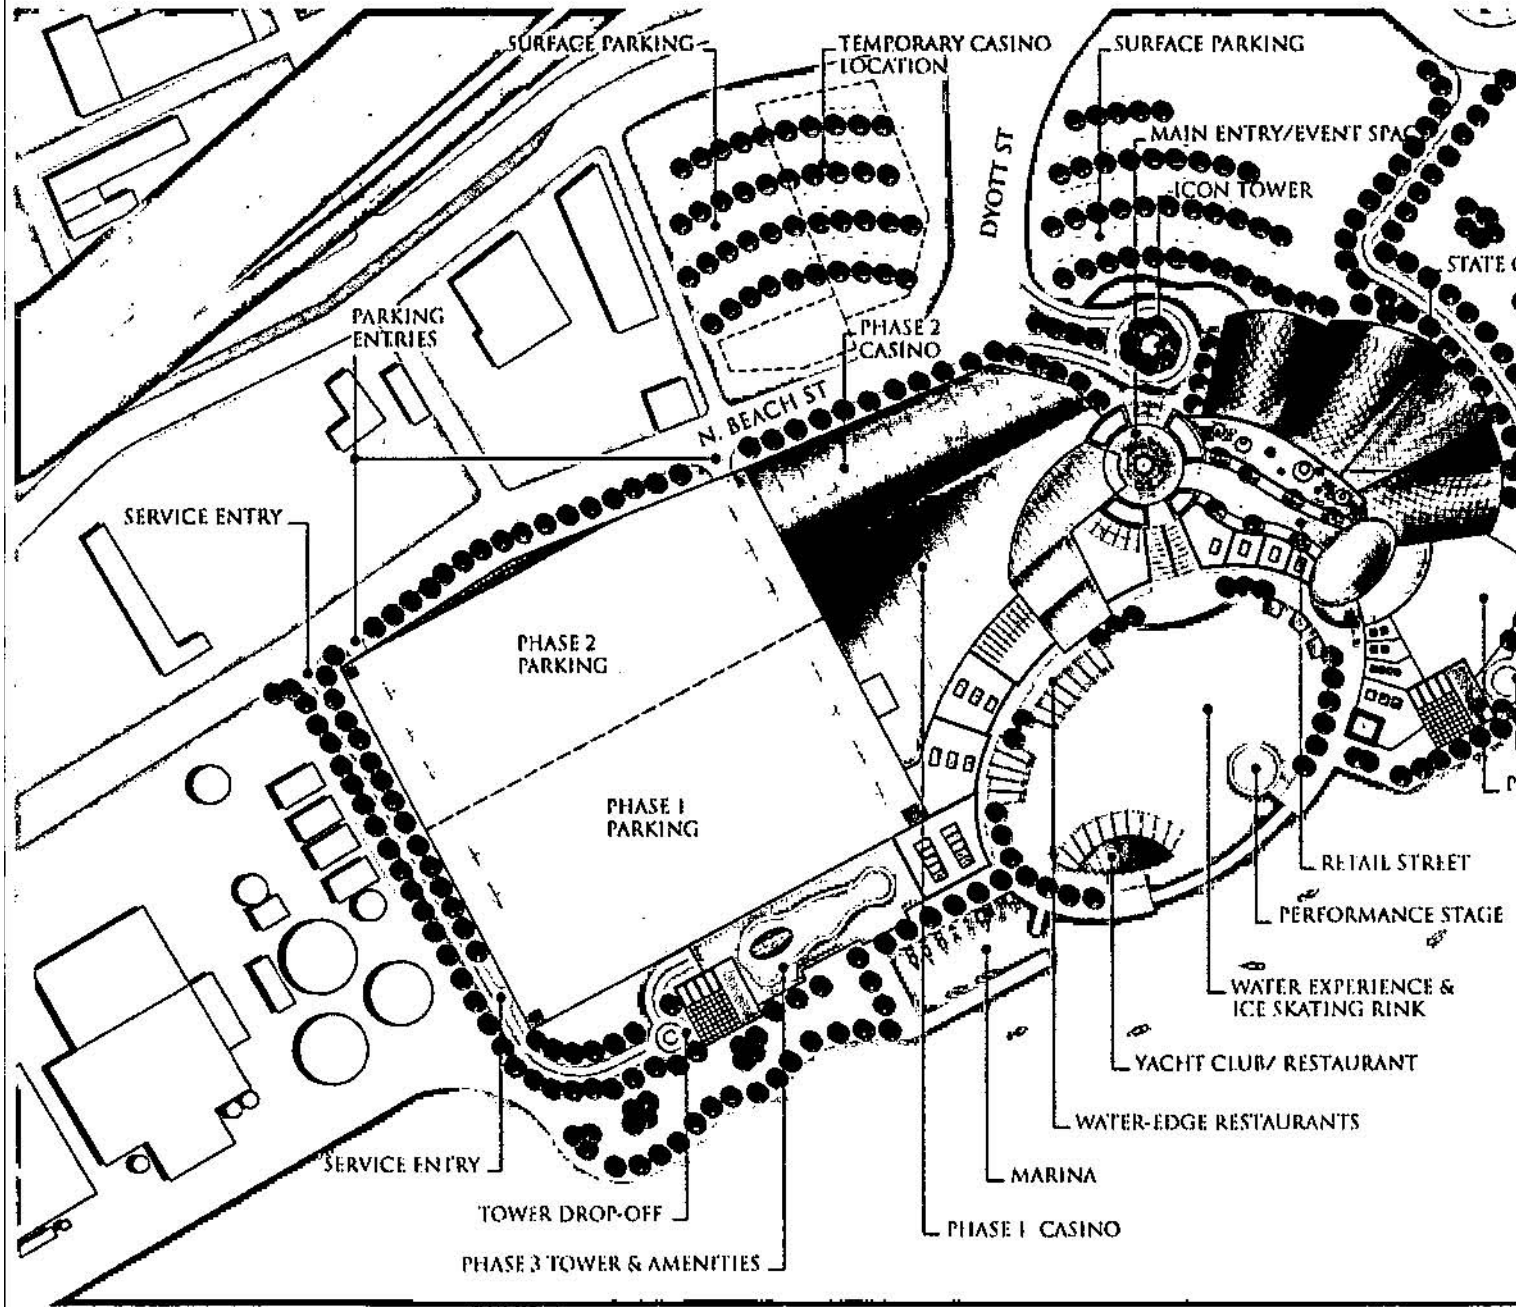 SURFACE PARKING
TEMPORARY CASINO
LOCATION
SURFACE PARKING
MAIN ENTRY/EVENT SPAC
DYOTT ST
ICON TOWER
STATE
PARKING
ENTRIES
PHASE 2
CASINO
N. BEACH ST
SERVICE ENTRY
PHASE 2
PARKING
PHASE 1
PARKING
RETAIL STREET
PERFORMANCE STAGE
WATER EXPERIENCE &
ICE SKATING RINK
YACHT CLUB/ RESTAURANT
WATER-EDGE RESTAURANTS
SERVICE ENTRY
MARINA
TOWER DROP-OFF
PHASE 1 CASINO
PHASE 3 TOWER & AMENITIES